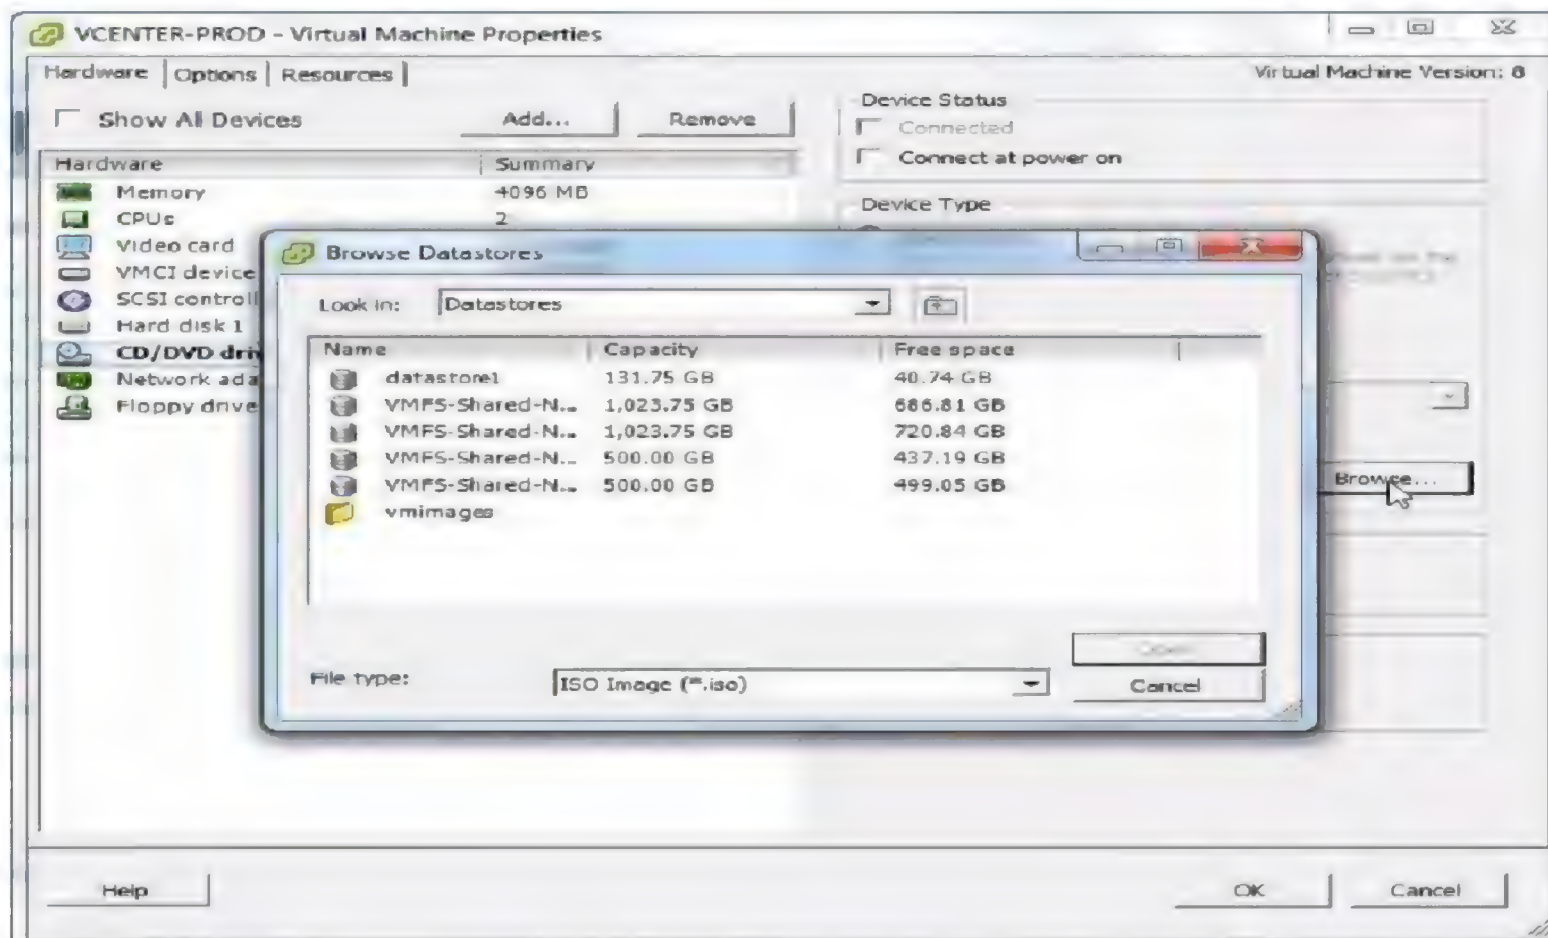 VCENTER-PROD - Virtual Machine Properties
Hardware Options Resources
Virtual Machine Version: 8
Show All Devices
Add...
Remove
Hardware Summary
Memory 4096 MB
CPUs 2
Video card
VMCI device
SCSI controll
Hard disk 1
CD/DVD driv
Network ada
Floppy drive
Device Status
Connected
Connect at power on
Device Type
Browse Datastores
Look in: Datastores
Name Capacity Free space
datastore1 131.75 GB 40.74 GB
VMFS-Shared-N... 1,023.75 GB 686.81 GB
VMFS-Shared-N... 1,023.75 GB 720.84 GB
VMFS-Shared-N... 500.00 GB 437.19 GB
VMFS-Shared-N... 500.00 GB 499.05 GB
vmimages
File type: ISO Image (*.iso)
Open
Cancel
Browse...
Help
OK
Cancel